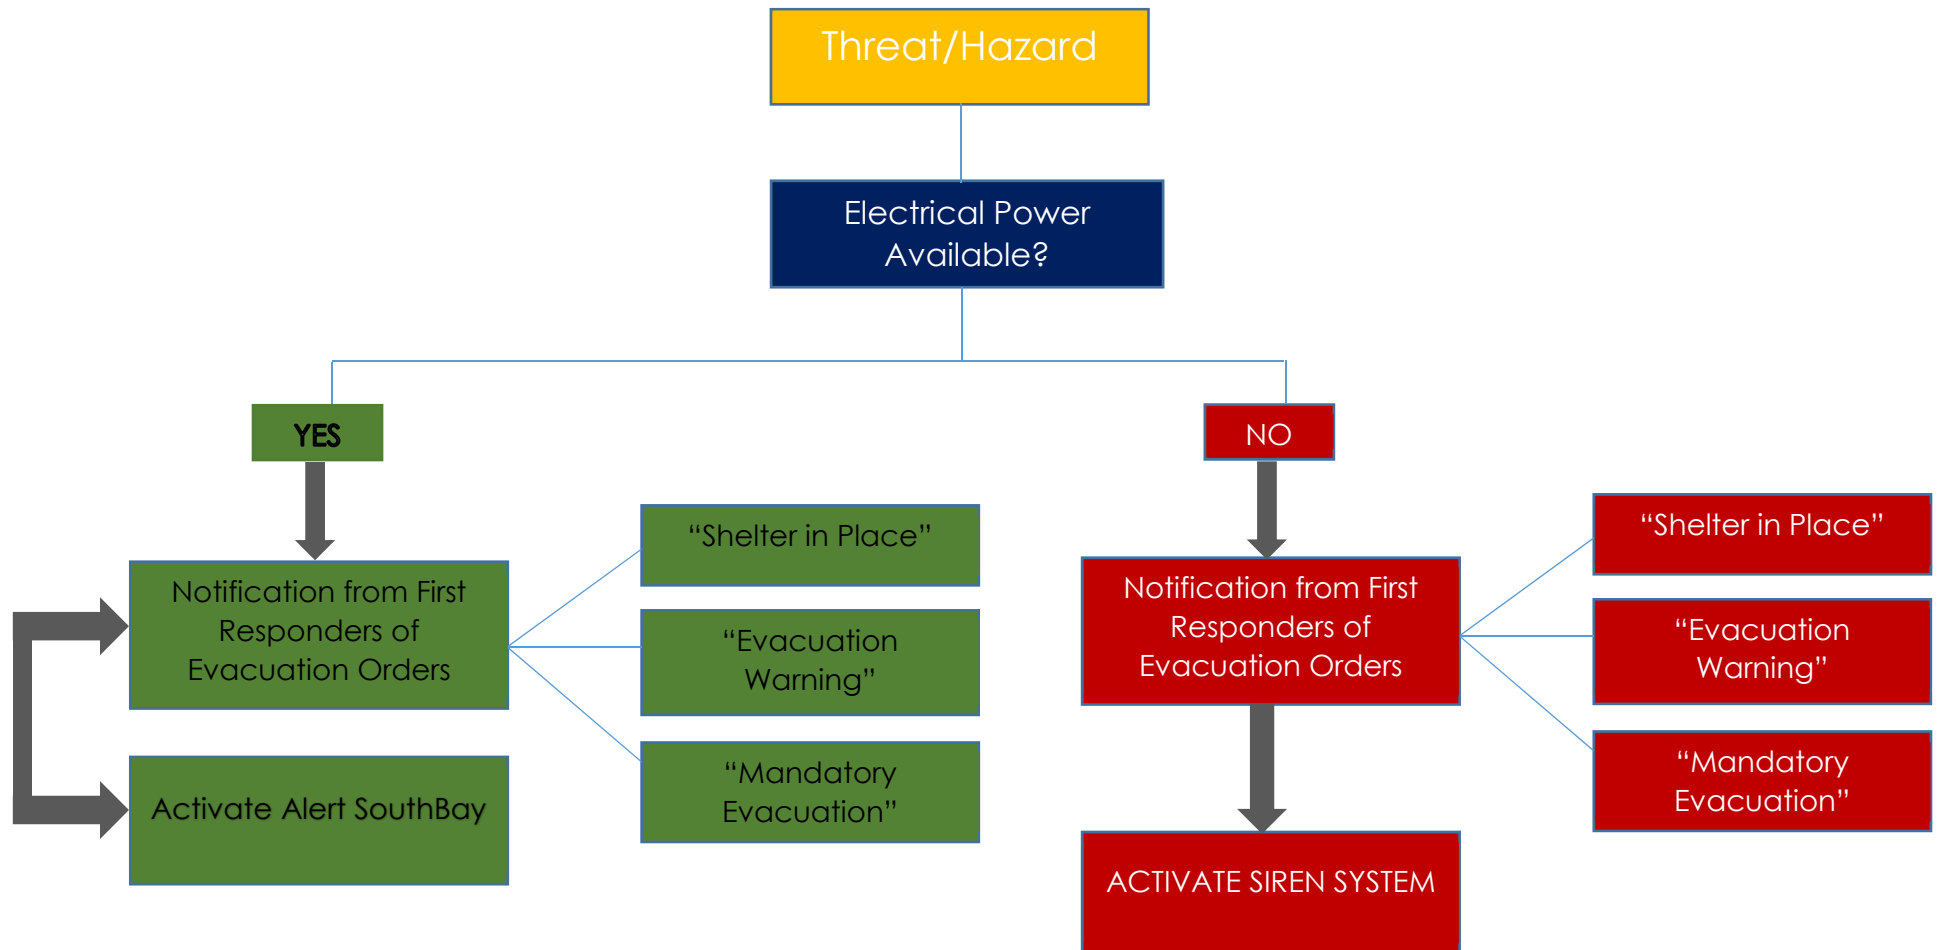 Threat/Hazard
Electrical Power
Available?
YES
NO
Notification from First
Responders of
Evacuation Orders
“Shelter in Place”
“Evacuation
Warning”
“Mandatory
Evacuation”
Activate Alert SouthBay
Notification from First
Responders of
Evacuation Orders
“Shelter in Place”
“Evacuation
Warning”
“Mandatory
Evacuation”
ACTIVATE SIREN SYSTEM